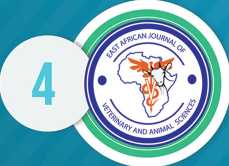 4
EAST AFRICAN JOURNAL OF
VETERINARY AND ANIMAL SCIENCES